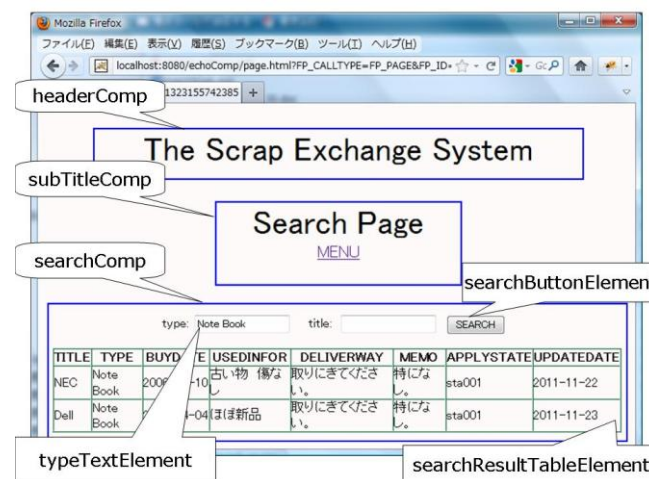 Mozilla Firefox
ファイル(F) 編集(E) 表示(V) 履歴(S) ブックマーク(B) ツール(T) ヘルプ(H)
localhost:8080/echoComp/page.html?FP_CALLTYPE=FP_PAGE&FP_ID=
headerComp
1323155742385 +
The Scrap Exchange System
subTitleComp
Search Page
MENU
searchComp
searchButtonElemen
type: Note Book title: SEARCH
TITLE TYPE BUYD TE USEDINFOR DELIVERWAY MEMO APPLYSTATE UPDATEDATE
NEC Note Book 2006 -10 古い物 傷なし 取りにきてください。 特になし。 sta001 2011-11-22
Dell Note Book 2 -04 ほぼ新品 取りにきてください。 特になし。 sta001 2011-11-23
typeTextElement
searchResultTableElement